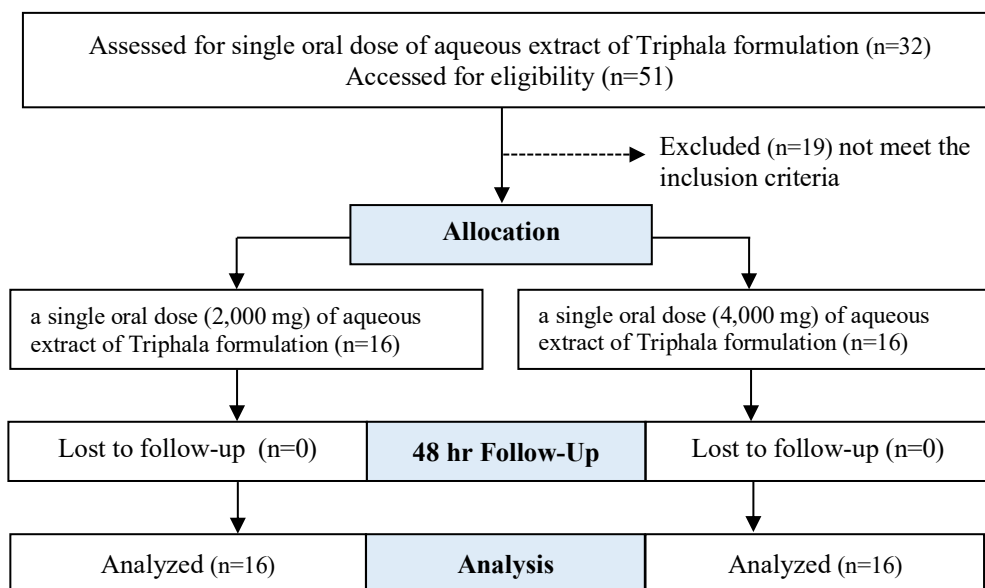 Assessed for single oral dose of aqueous extract of Triphala formulation (n=32)
Accessed for eligibility (n=51)
Excluded (n=19) not meet the
inclusion criteria
Allocation
a single oral dose (2,000 mg) of aqueous
extract of Triphala formulation (n=16)
a single oral dose (4,000 mg) of aqueous
extract of Triphala formulation (n=16)
Lost to follow-up (n=0)
48 hr Follow-Up
Lost to follow-up (n=0)
Analyzed (n=16)
Analysis
Analyzed (n=16)